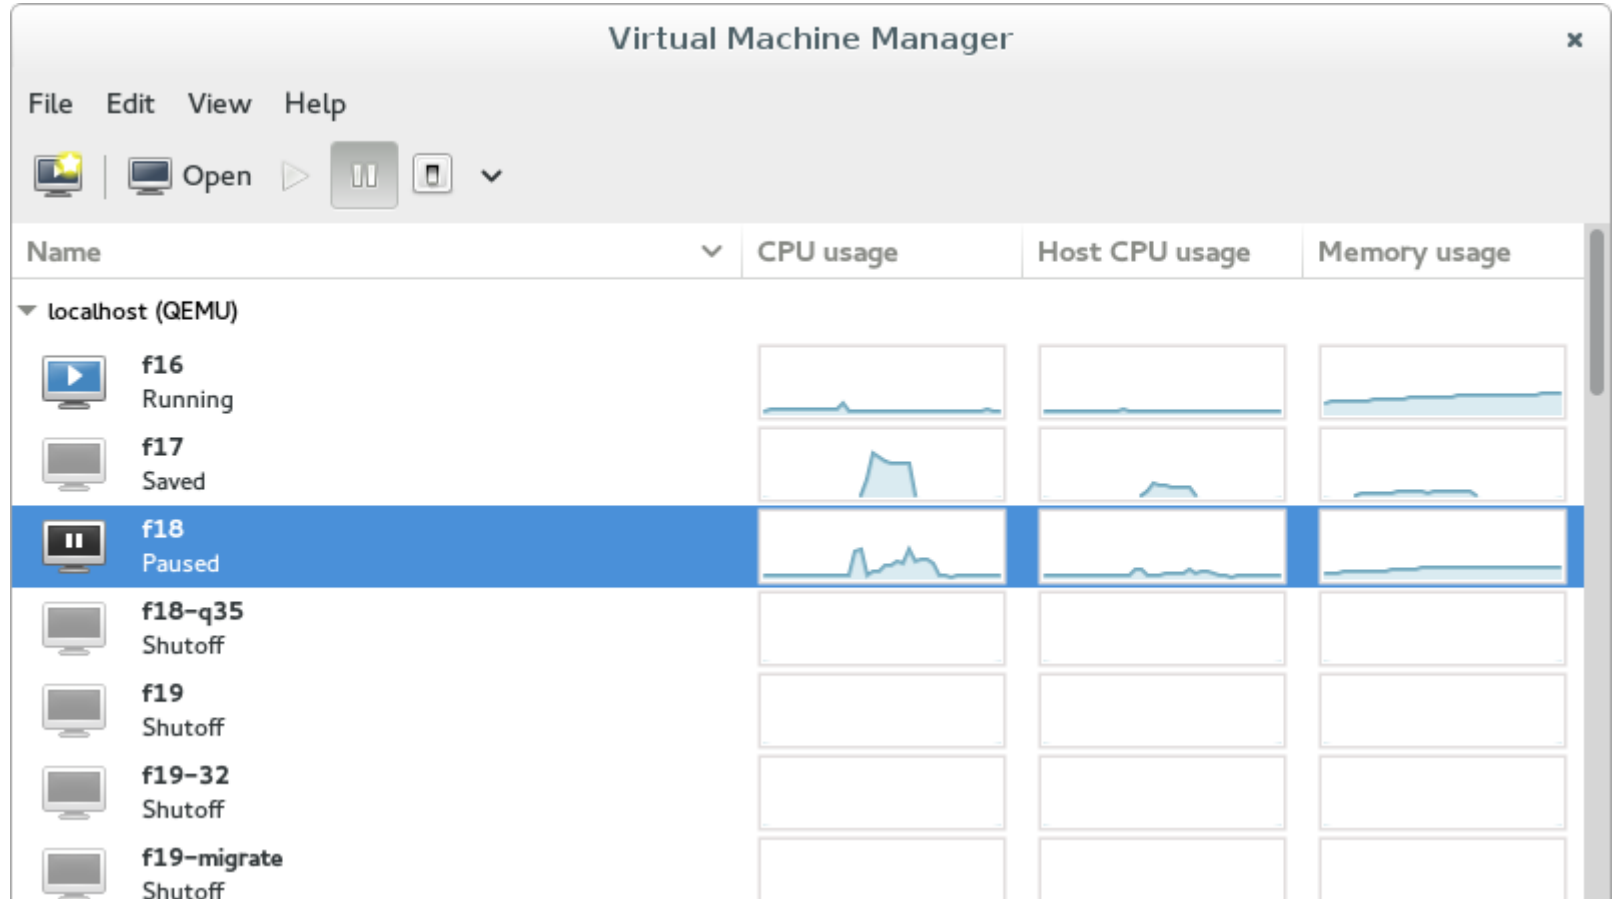 Virtual Machine Manager
File Edit View Help
Open
Name CPU usage Host CPU usage Memory usage
localhost (QEMU)
f16
Running
f17
Saved
f18
Paused
f18-q35
Shutoff
f19
Shutoff
f19-32
Shutoff
f19-migrate
Shutoff